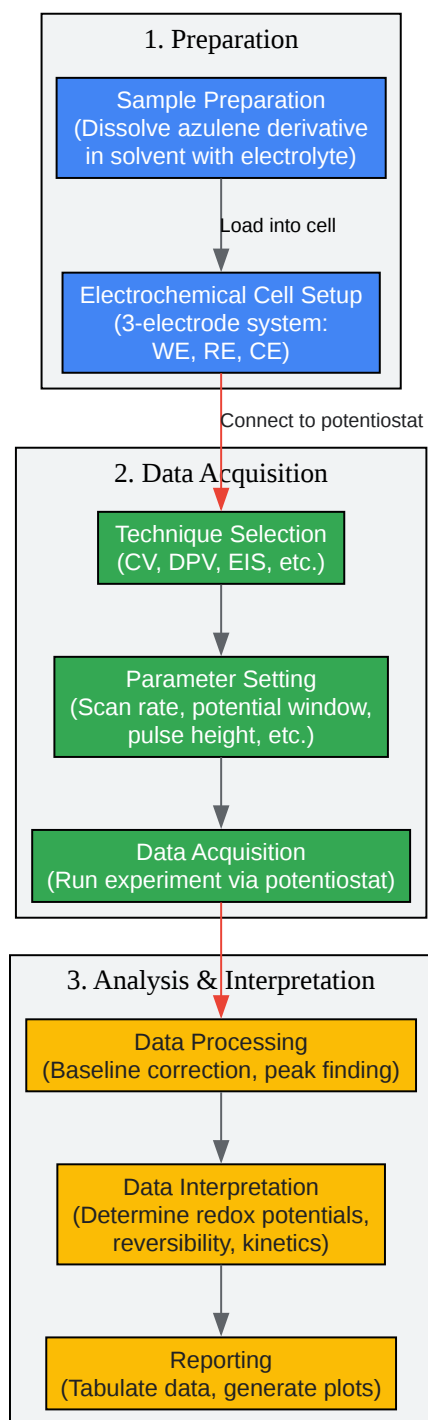 1. Preparation
Sample Preparation
(Dissolve azulene derivative
in solvent with electrolyte)
Load into cell
Electrochemical Cell Setup
(3-electrode system:
WE, RE, CE)
Connect to potentiostat
2. Data Acquisition
Technique Selection
(CV, DPV, EIS, etc.)
Parameter Setting
(Scan rate, potential window,
pulse height, etc.)
Data Acquisition
(Run experiment via potentiostat)
3. Analysis & Interpretation
Data Processing
(Baseline correction, peak finding)
Data Interpretation
(Determine redox potentials,
reversibility, kinetics)
Reporting
(Tabulate data, generate plots)